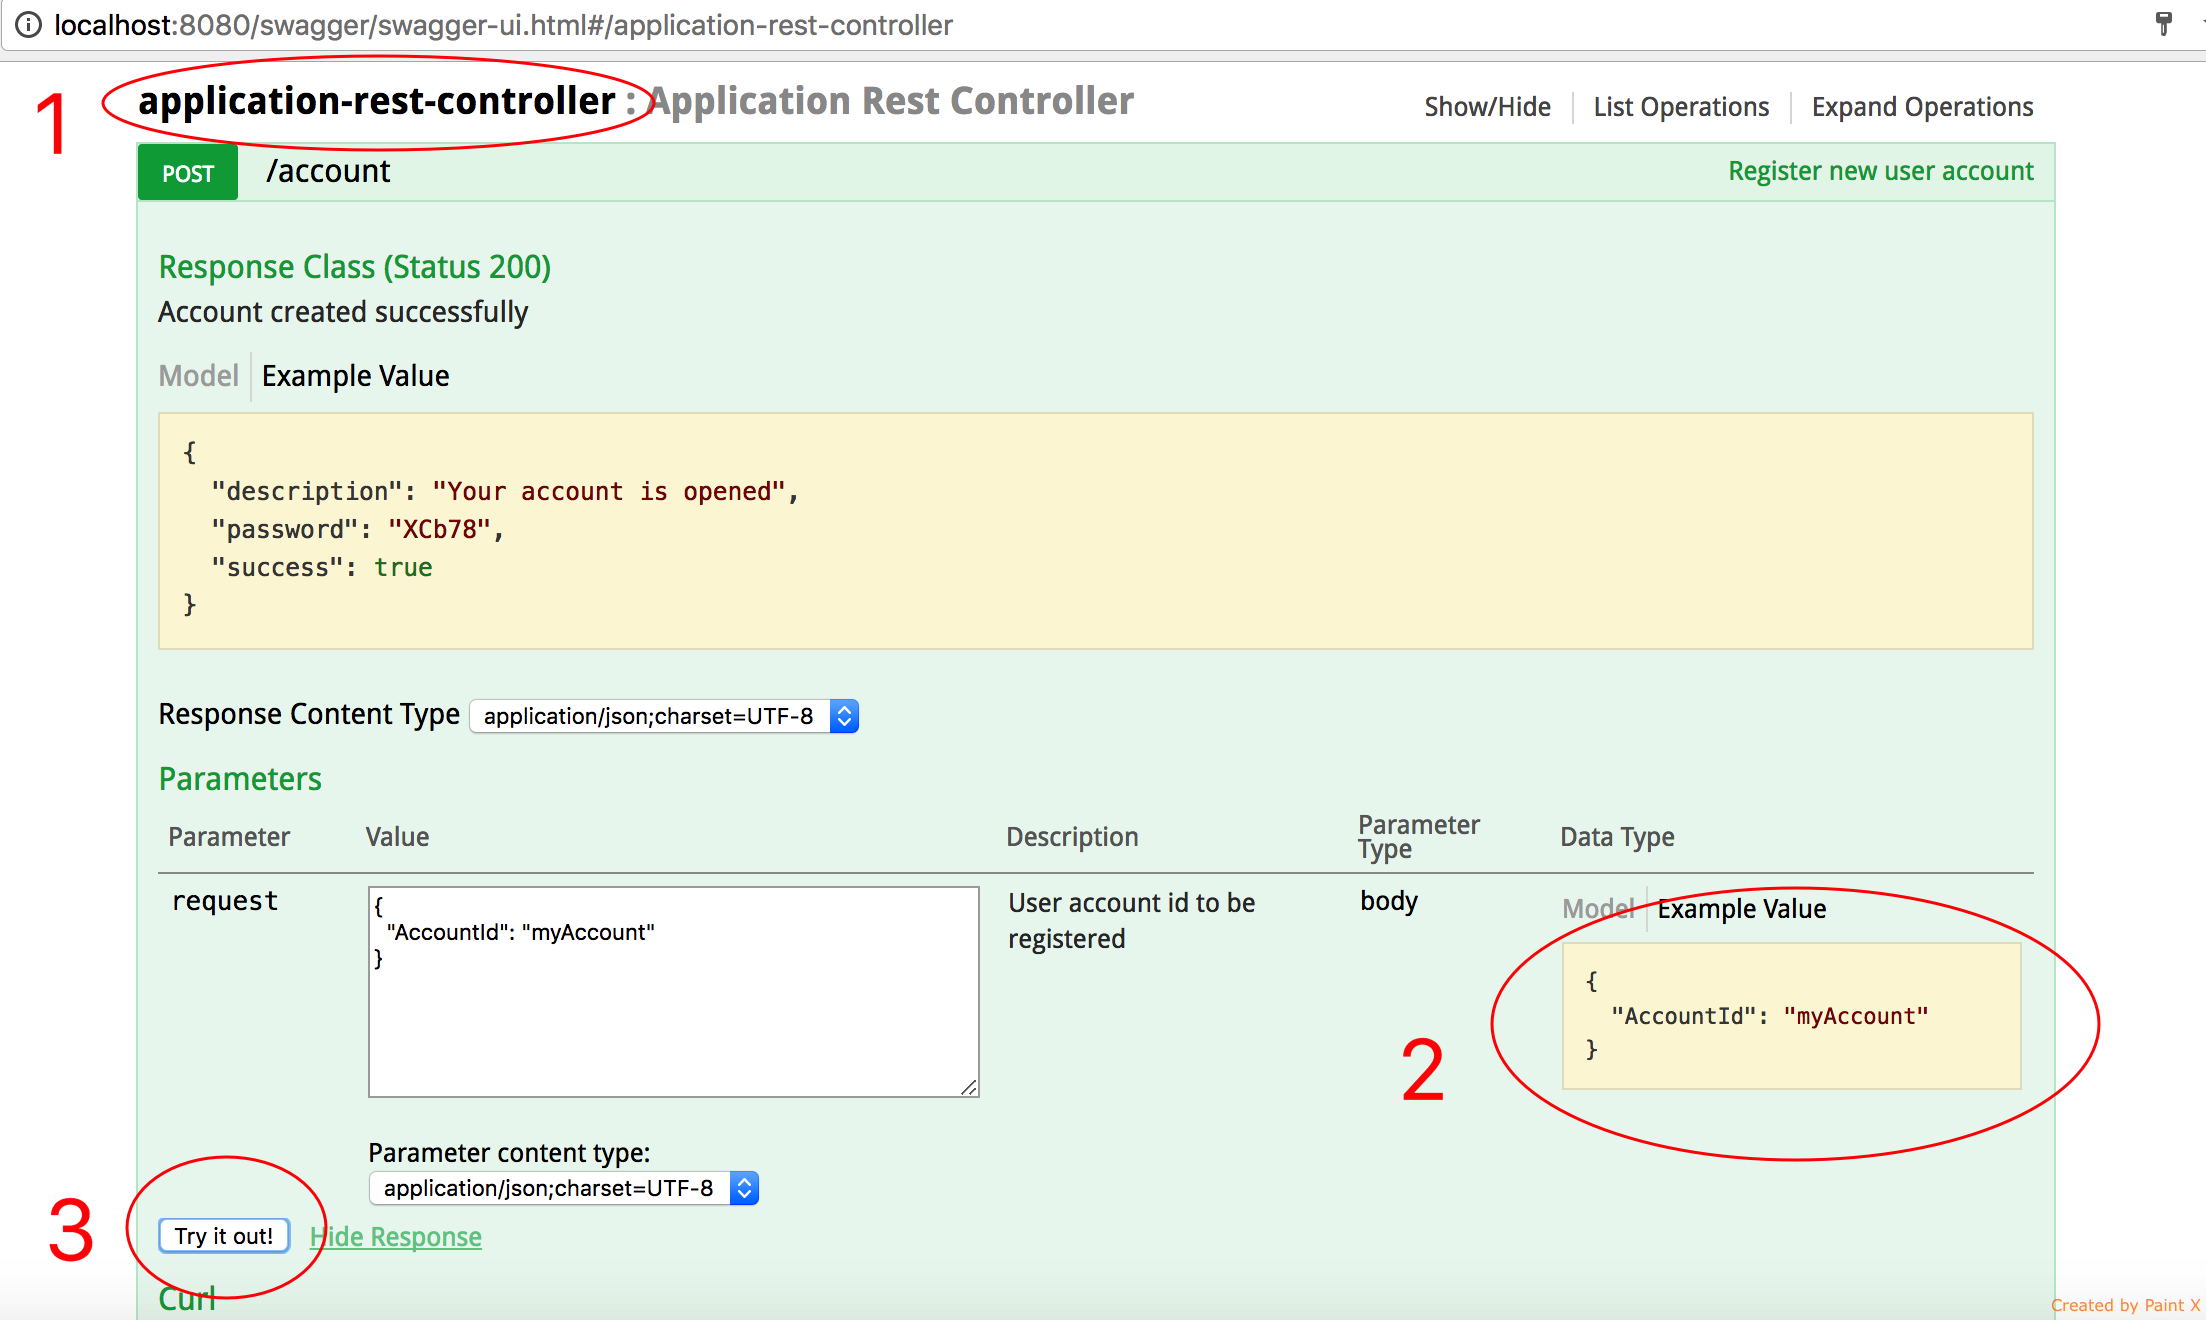 localhost:8080/swagger/swagger-ui.html#/application-rest-controller
1
application-rest-controller : Application Rest Controller
Show/Hide
List Operations
Expand Operations
POST
/account
Register new user account
Response Class (Status 200)
Account created successfully
Model
Example Value
{
"description": "Your account is opened",
"password": "XCb78",
"success": true
}
Response Content Type
application/json;charset=UTF-8
Parameters
Parameter
Value
Description
Parameter
Type
Data Type
request
{
"AccountId": "myAccount"
}
User account id to be
registered
body
Model
Example Value
{
"AccountId": "myAccount"
}
2
Parameter content type:
application/json;charset=UTF-8
3
Try it out!
Hide Response
Curl
Created by Paint X